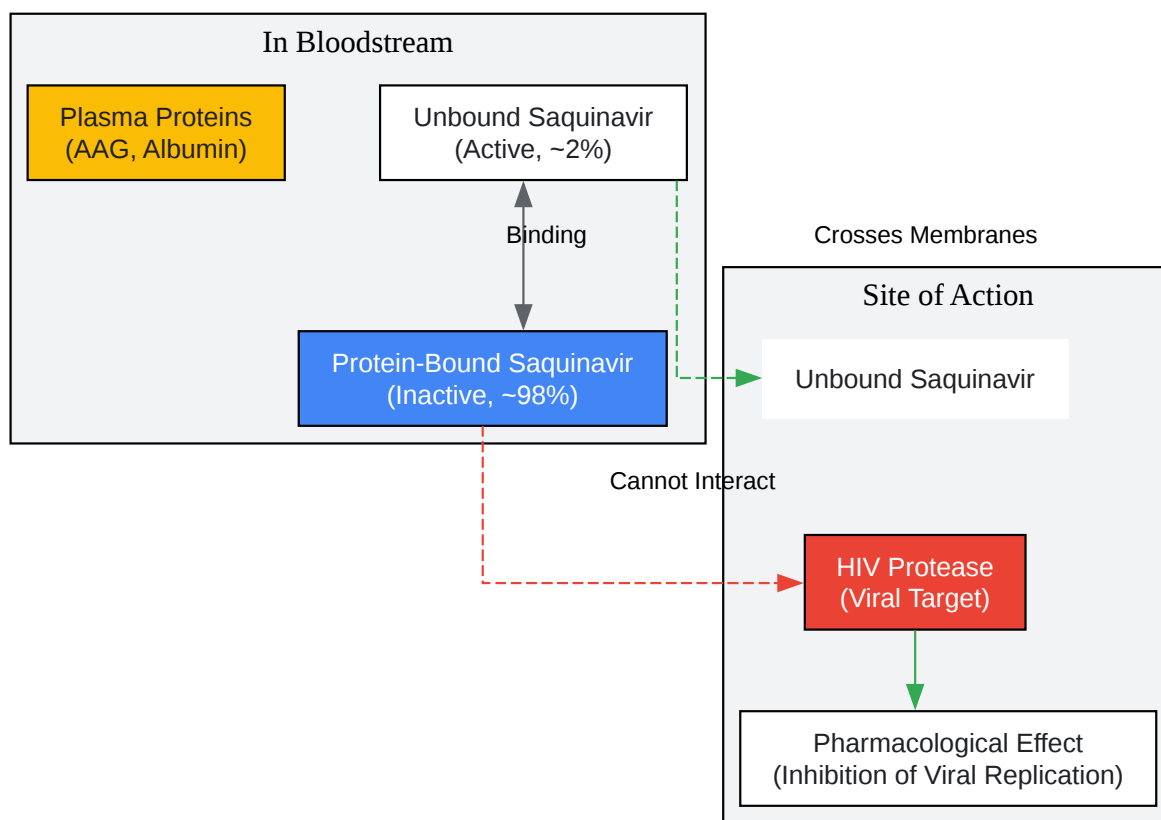 In Bloodstream
Plasma Proteins
(AAG, Albumin)
Unbound Saquinavir
(Active, ~2%)
Binding
Crosses Membranes
Protein-Bound Saquinavir
(Inactive, ~98%)
Site of Action
Unbound Saquinavir
Cannot Interact
HIV Protease
(Viral Target)
Pharmacological Effect
(Inhibition of Viral Replication)